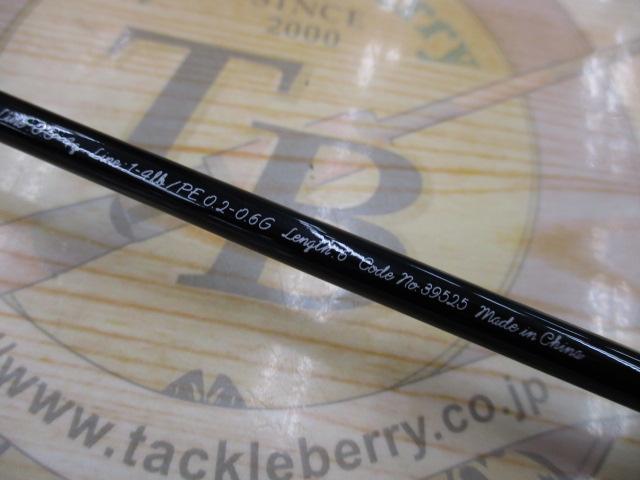 berry
SINCE
2000
TB
Line:1-4lb/PE.0.2-0.6G Length:6' Code No.39525 Made in China
www.tackleberry.co.jp